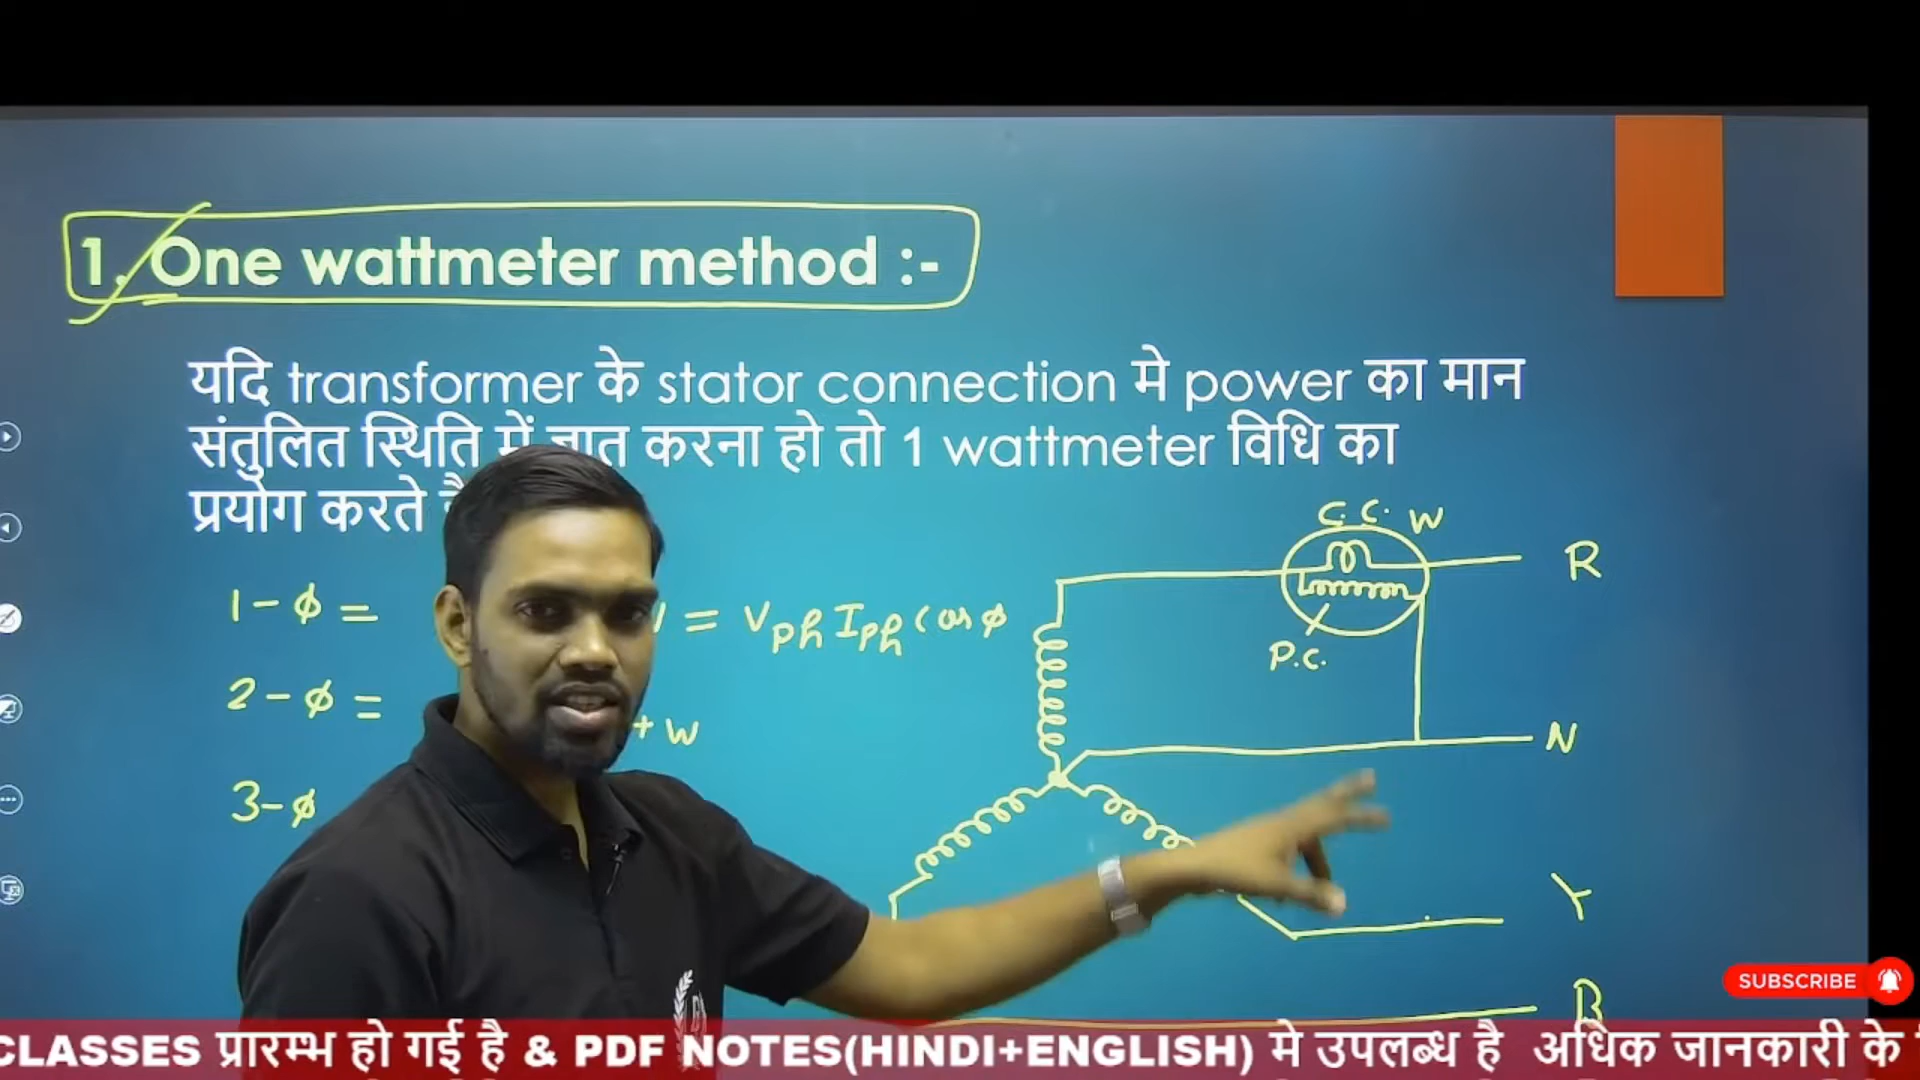 1. One wattmeter method :-
यदि transformer के stator connection मे power का मान
संतुलित स्थिति में ज्ञात करना हो तो 1 wattmeter विधि का
प्रयोग करते है
C.C. W
R
1-ϕ = = Vph Iph Cos ϕ
P.C.
2-ϕ = + W
N
3-ϕ
Y
B
SUBSCRIBE
CLASSES प्रारम्भ हो गई है & PDF NOTES(HINDI+ENGLISH) मे उपलब्ध है अधिक जानकारी के